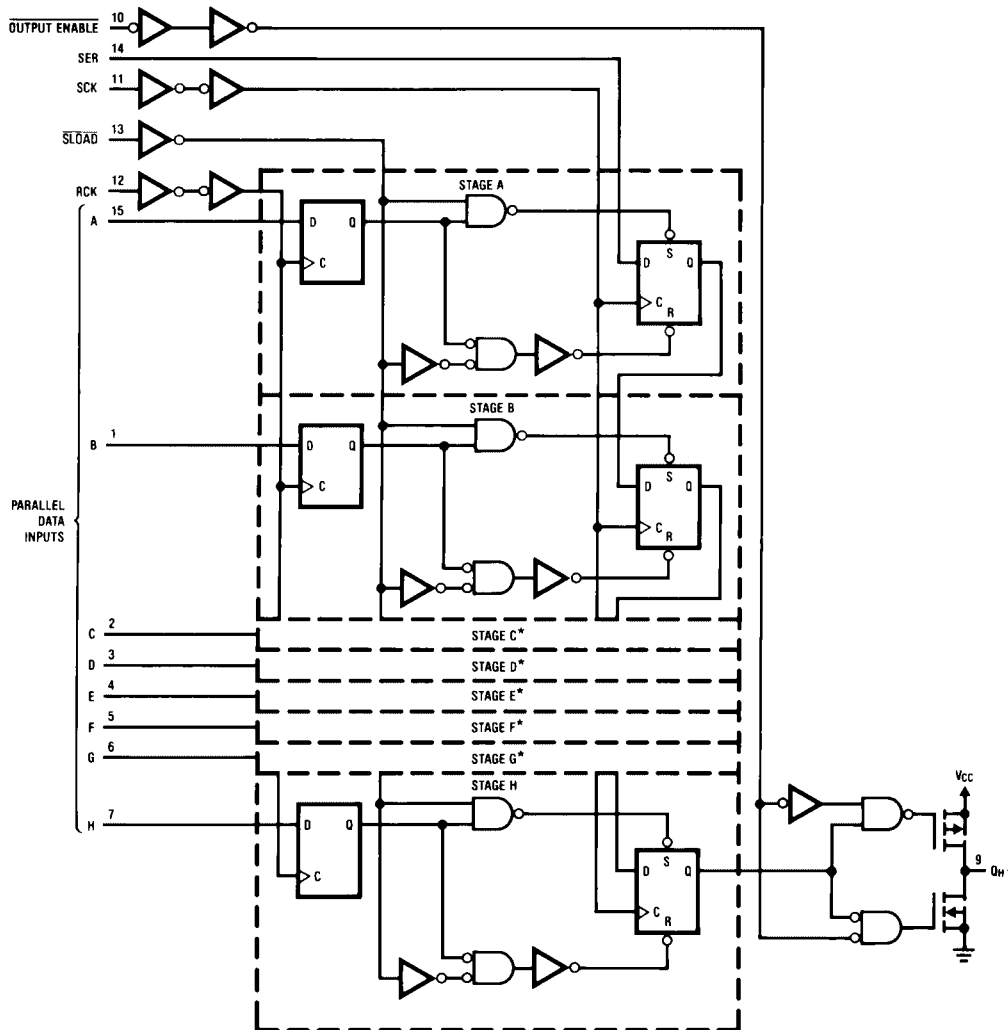 OUTPUT ENABLE 10
SER 14
SCK 11
SLOAD 13
RCK 12
A 15
STAGE A
D Q
C
S
D Q
C
R
STAGE B
B 1
D Q
C
S
D Q
C
R
PARALLEL
DATA
INPUTS
C 2
STAGE C*
D 3
STAGE D*
E 4
STAGE E*
F 5
STAGE F*
G 6
STAGE G*
STAGE H
H 7
D Q
C
S
D Q
C
R
VCC
9 QH'